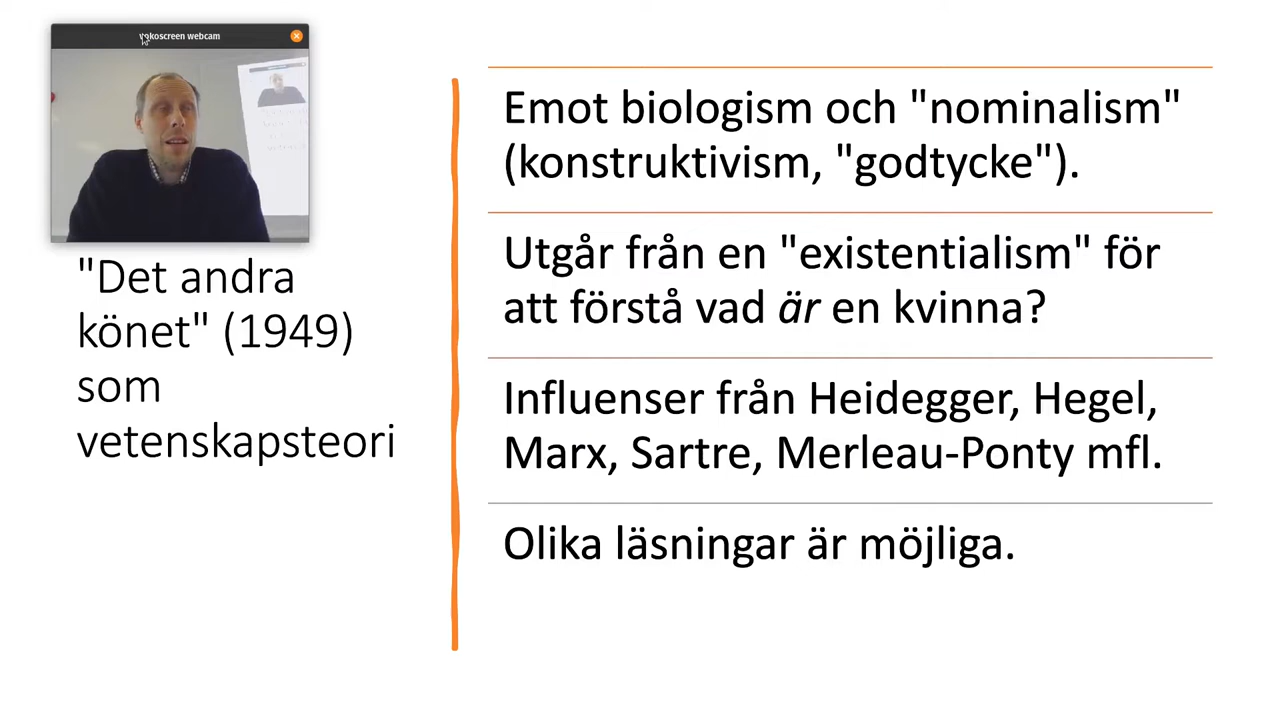 vokoscreen webcam
"Det andra
könet" (1949)
som
vetenskapsteori
Emot biologism och "nominalism"
(konstruktivism, "godtycke").
Utgår från en "existentialism" för
att förstå vad är en kvinna?
Influenser från Heidegger, Hegel,
Marx, Sartre, Merleau-Ponty mfl.
Olika läsningar är möjliga.